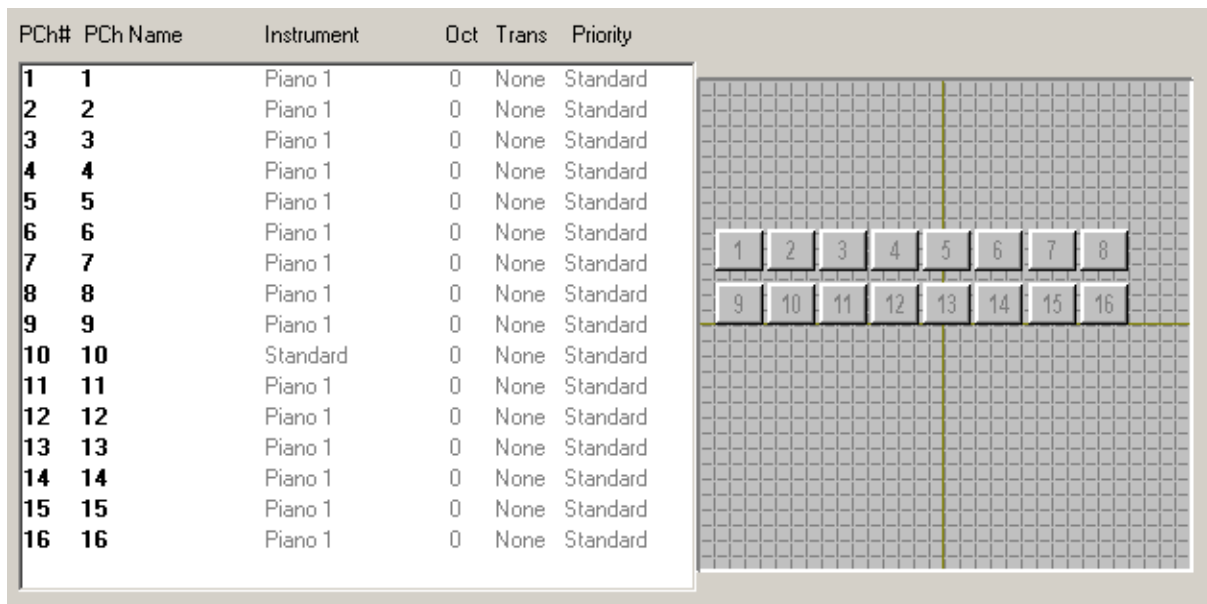 PCh# PCh Name Instrument Oct Trans Priority
1 1 Piano 1 0 None Standard
2 2 Piano 1 0 None Standard
3 3 Piano 1 0 None Standard
4 4 Piano 1 0 None Standard
5 5 Piano 1 0 None Standard
6 6 Piano 1 0 None Standard
7 7 Piano 1 0 None Standard
8 8 Piano 1 0 None Standard
9 9 Piano 1 0 None Standard
10 10 Standard 0 None Standard
11 11 Piano 1 0 None Standard
12 12 Piano 1 0 None Standard
13 13 Piano 1 0 None Standard
14 14 Piano 1 0 None Standard
15 15 Piano 1 0 None Standard
16 16 Piano 1 0 None Standard
1 2 3 4 5 6 7 8
9 10 11 12 13 14 15 16